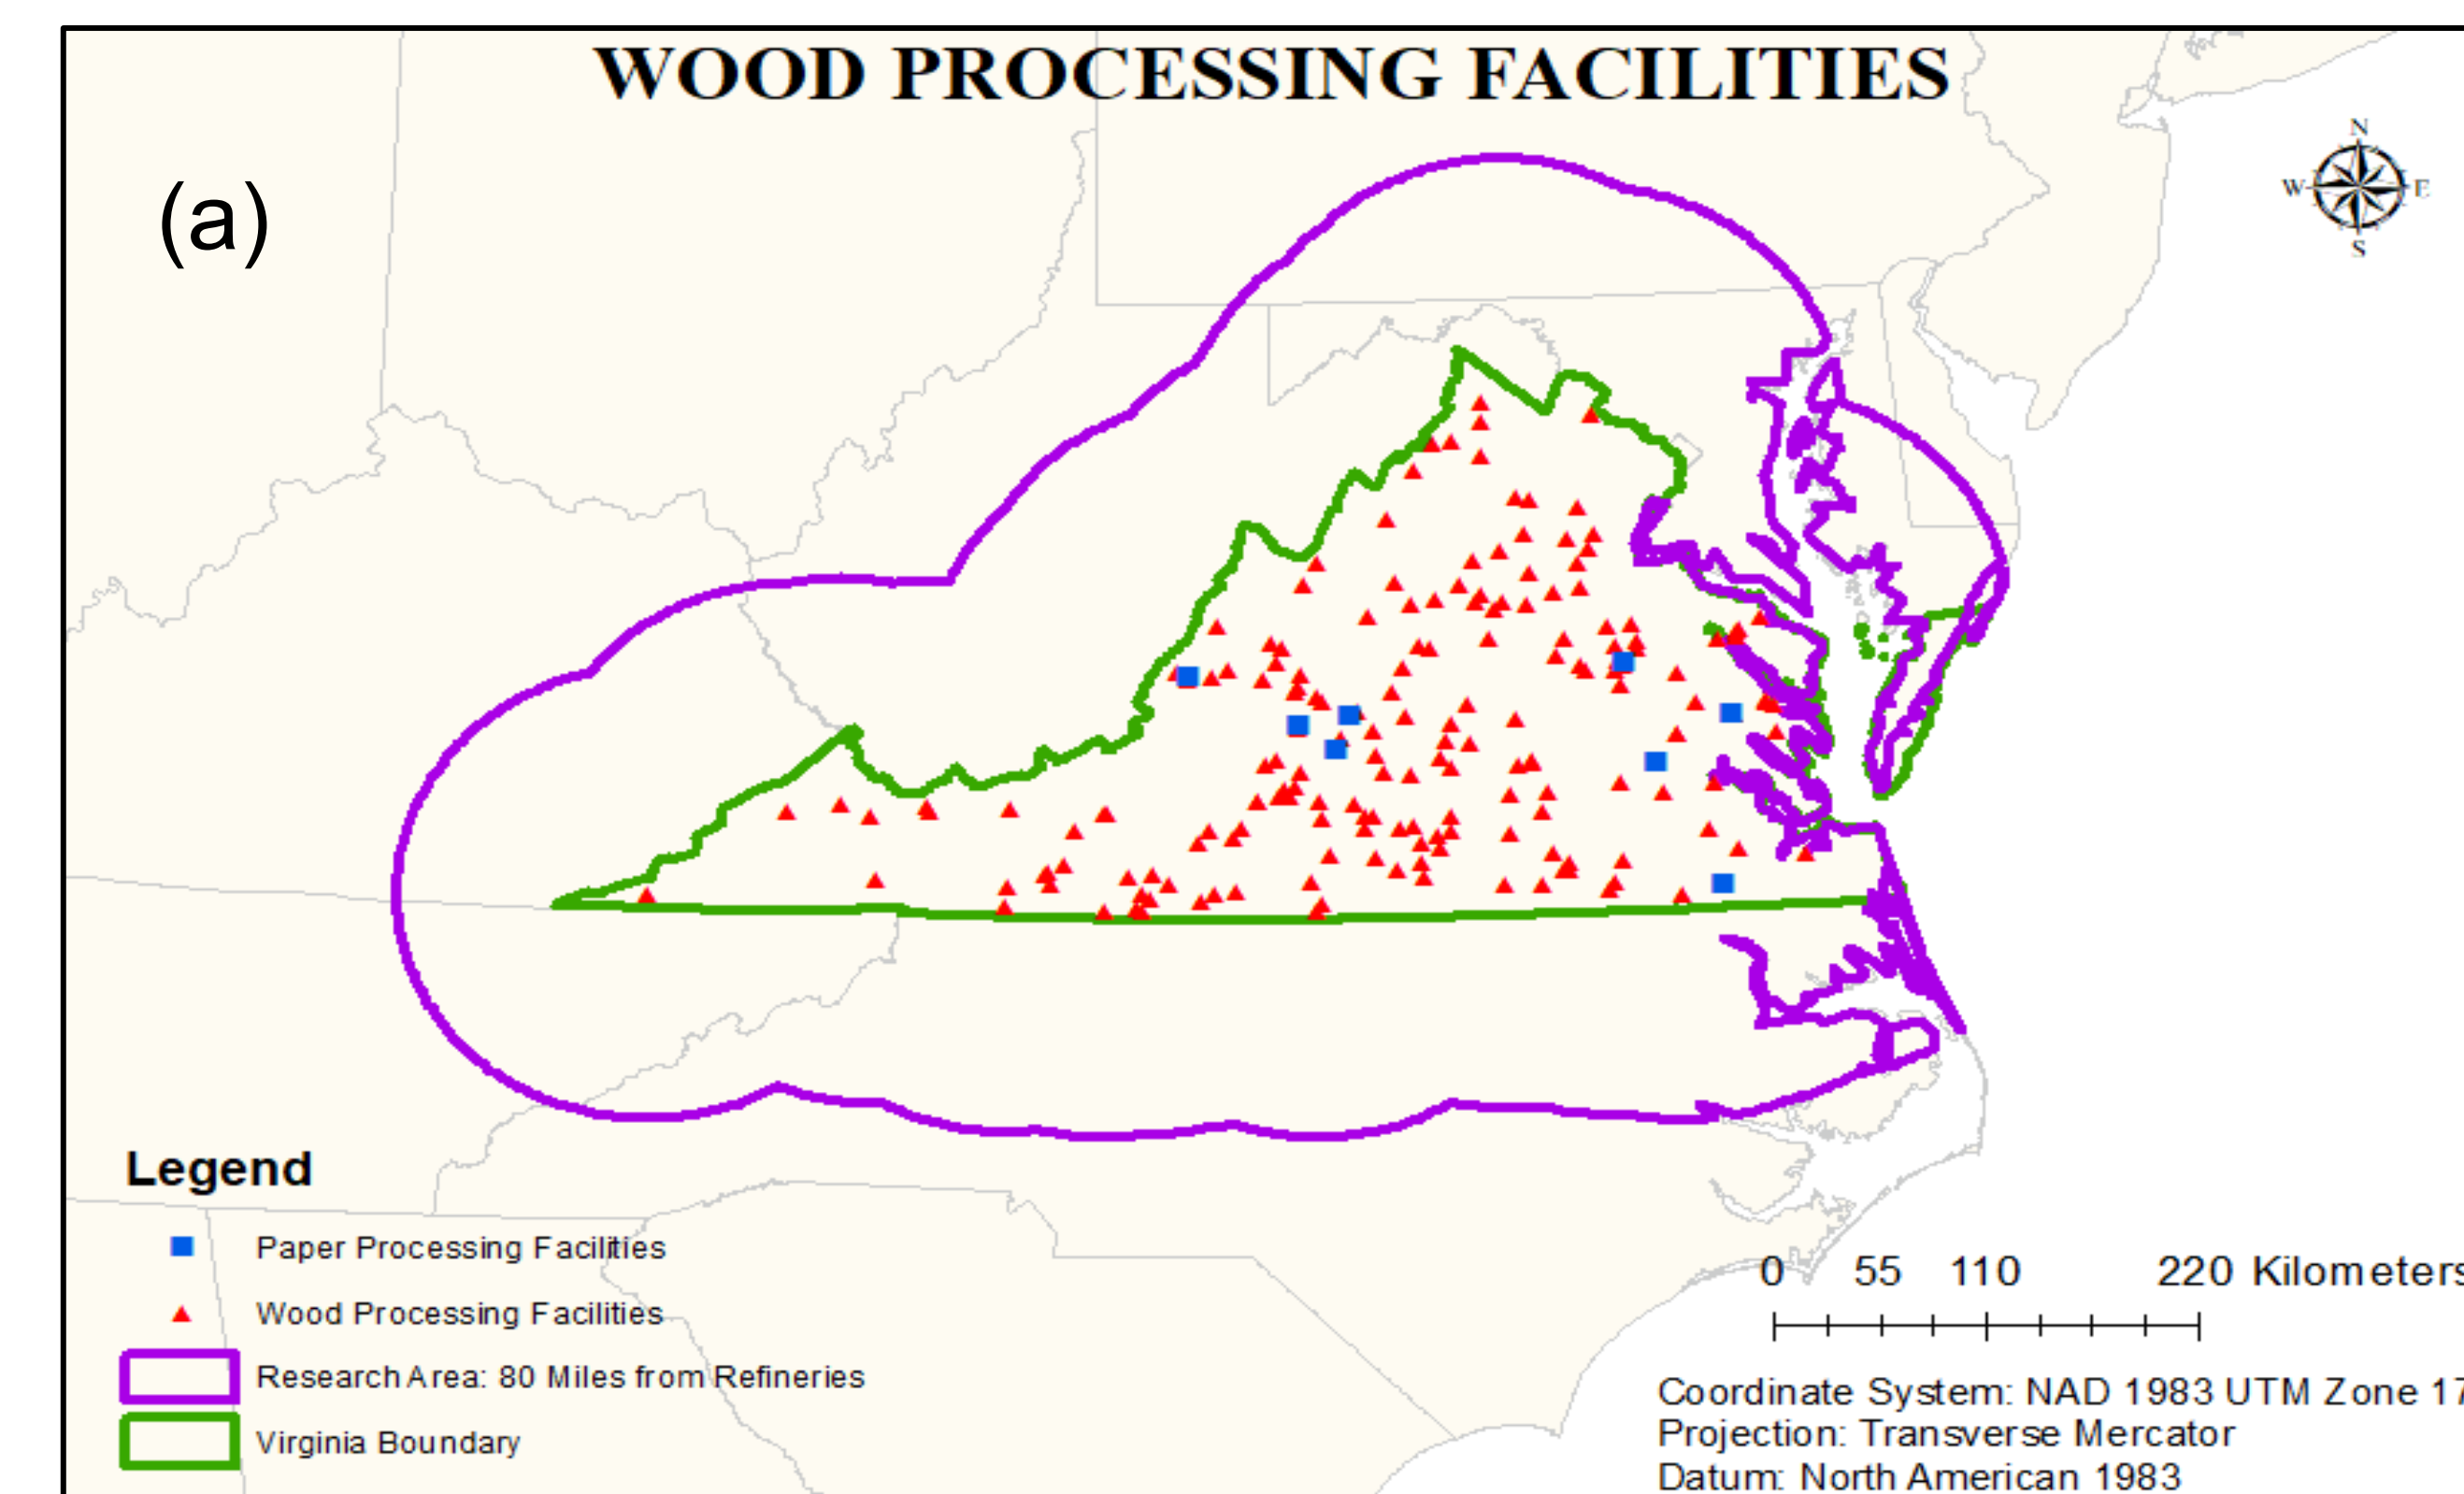 WOOD PROCESSING FACILITIES
(a)
N
W E
S
Legend
Paper Processing Facilities
Wood Processing Facilities
Research Area: 80 Miles from Refineries
Virginia Boundary
0 55 110 220 Kilometers
Coordinate System: NAD 1983 UTM Zone 17
Projection: Transverse Mercator
Datum: North American 1983